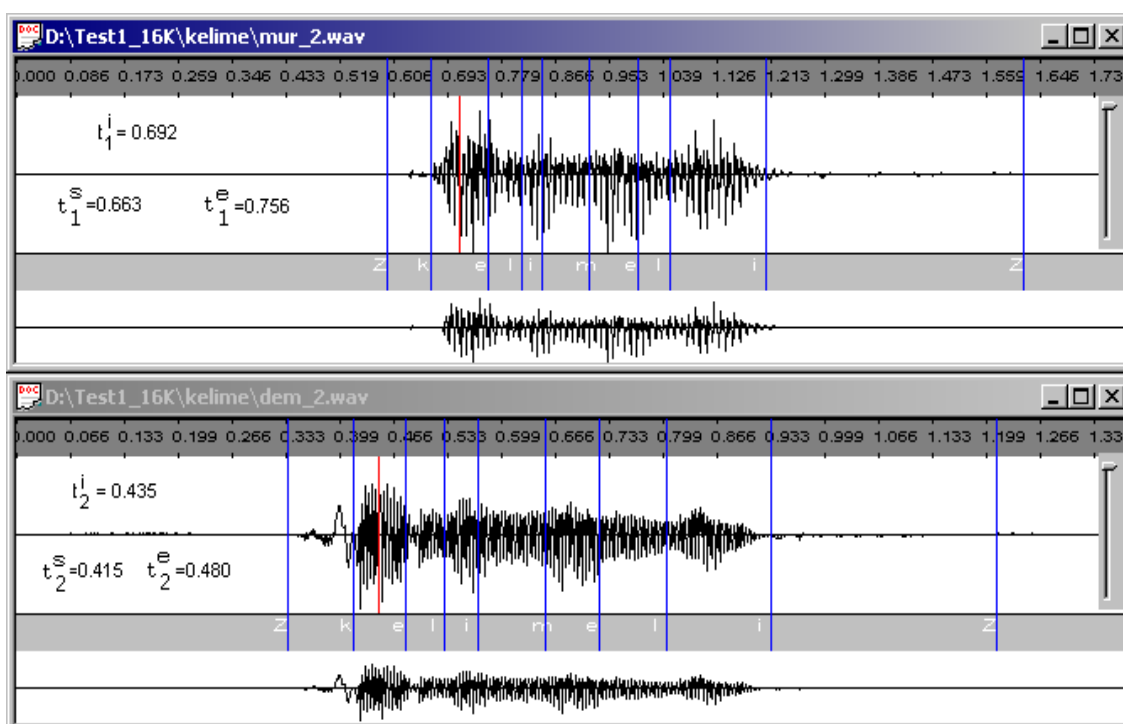 DOC D:\Test1_16K\kelime\mur_2.wav
0.000 0.086 0.173 0.259 0.346 0.433 0.519 0.606 0.693 0.779 0.866 0.953 1.039 1.126 1.213 1.299 1.386 1.473 1.559 1.646 1.73
t₁ⁱ = 0.692
t₁ˢ=0.663 t₁ᵉ=0.756
Z k e l i m e l i Z
DOC D:\Test1_16K\kelime\dem_2.wav
0.000 0.066 0.133 0.199 0.266 0.333 0.399 0.466 0.533 0.599 0.666 0.733 0.799 0.866 0.933 0.999 1.066 1.133 1.199 1.266 1.33
t₂ⁱ = 0.435
t₂ˢ=0.415 t₂ᵉ=0.480
Z k e l i m e l i Z